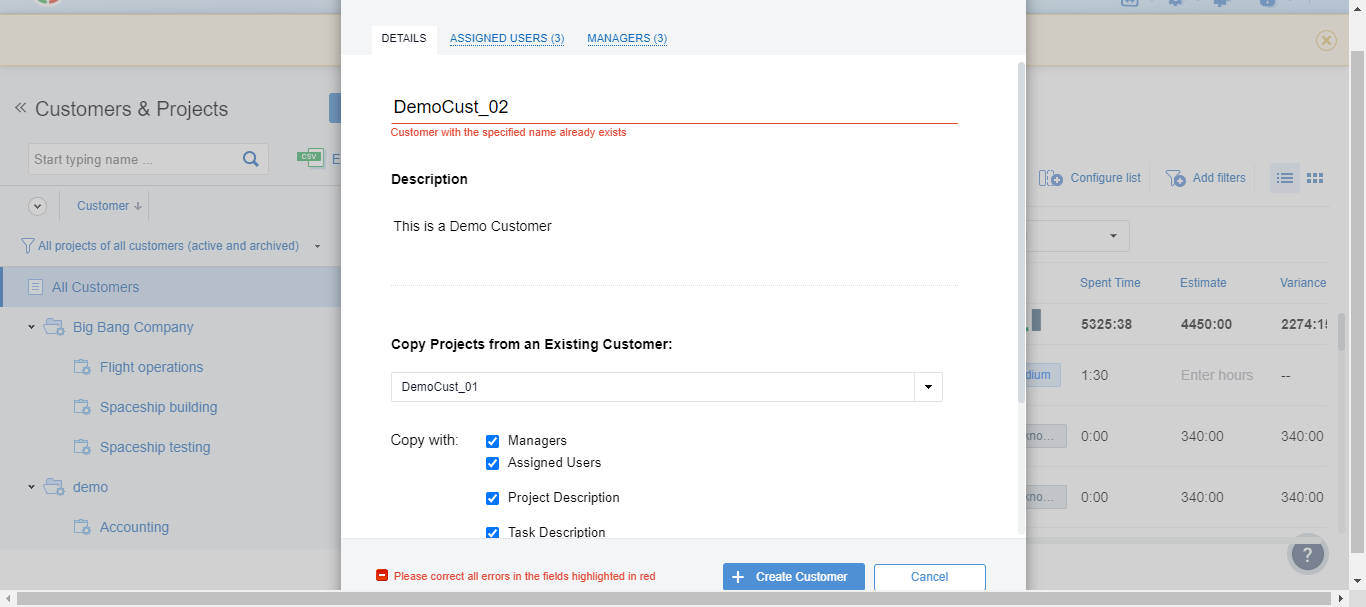 DETAILS
ASSIGNED USERS (3)
MANAGERS (3)
Customers & Projects
Start typing name ...
CSV
E
Customer
All projects of all customers (active and archived)
All Customers
Big Bang Company
Flight operations
Spaceship building
Spaceship testing
demo
Accounting
DemoCust_02
Customer with the specified name already exists
Description
This is a Demo Customer
Copy Projects from an Existing Customer:
DemoCust_01
Copy with:
Managers
Assigned Users
Project Description
Task Description
Please correct all errors in the fields highlighted in red
Create Customer
Cancel
Configure list
Add filters
Spent Time Estimate Variance
5325:38 4450:00 2274:1
dium 1:30 Enter hours --
kno... 0:00 340:00 340:00
kno... 0:00 340:00 340:00
?